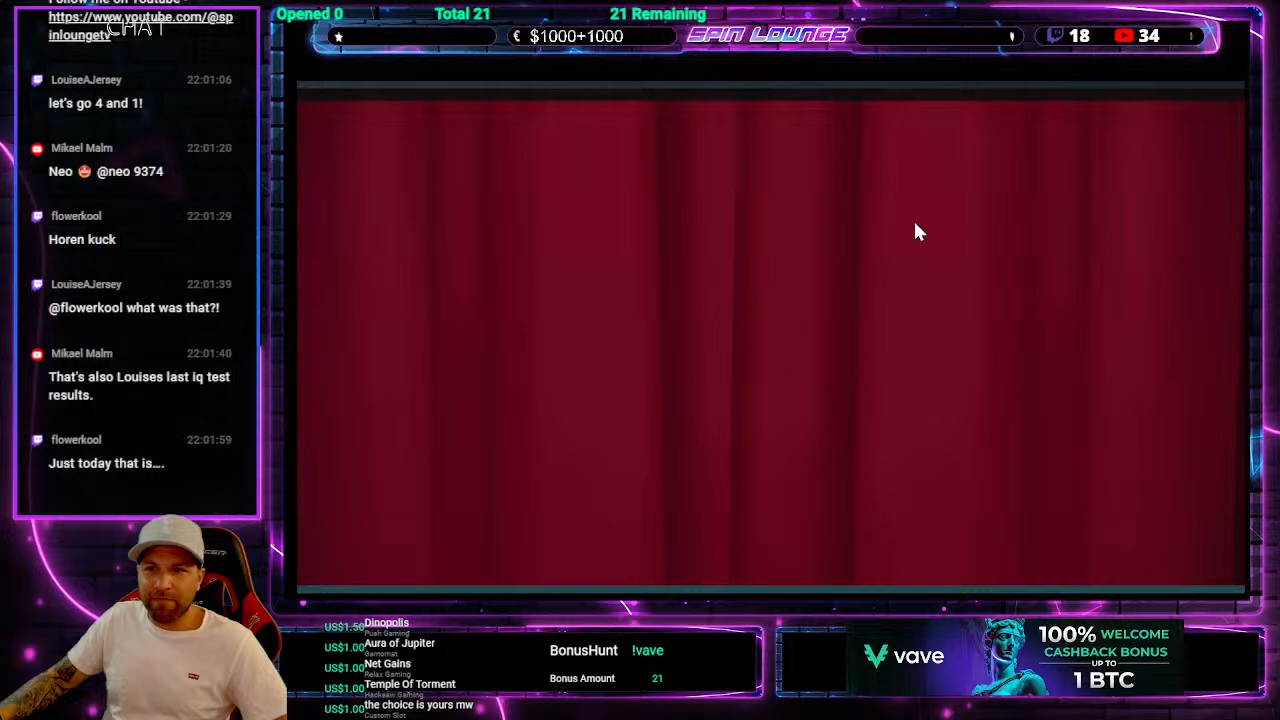 Opened 0
Total 21
21 Remaining
https://www.youtube.com/@sp
inloungetv
CHAT
€ $1000+1000
SPIN LOUNGE
18
34
LouiseAJersey 22:01:06
let's go 4 and 1!
Mikael Malm 22:01:20
Neo 🤩 @neo 9374
flowerkool 22:01:29
Horen kuck
LouiseAJersey 22:01:39
@flowerkool what was that?!
Mikael Malm 22:01:40
That's also Louises last iq test
results.
flowerkool 22:01:59
Just today that is....
US$1.50 Dinopolis
Push Gaming
US$1.00 Aura of Jupiter
Gamomat
US$1.00 Net Gains
Relax Gaming
US$1.00 Temple Of Torment
Hacksaw Gaming
US$1.00 the choice is yours mw
Custom Slot
BonusHunt !vave
Bonus Amount 21
vave
100% WELCOME
CASHBACK BONUS
UP TO
1 BTC